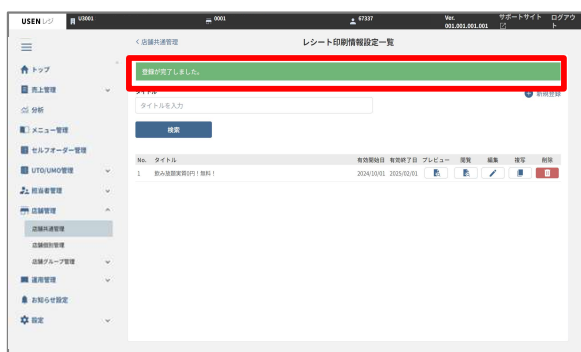 USEN レジ
U3001
0001
67337
Ver.
001.001.001.001
サポートサイト
ログアウト
＜店舗共通管理
レシート印刷情報設定一覧
トップ
売上管理
分析
メニュー管理
セルフオーダー管理
UTO/UMO管理
担当者管理
店舗管理
店舗共通管理
店舗個別管理
店舗グループ管理
運用管理
お知らせ設定
設定
登録が完了しました。
タイトル
新規登録
タイトルを入力
検索
No. タイトル 有効開始日 有効終了日 プレビュー 閲覧 編集 複写 削除
1 飲み放題実質0円！無料！ 2024/10/01 2025/02/01